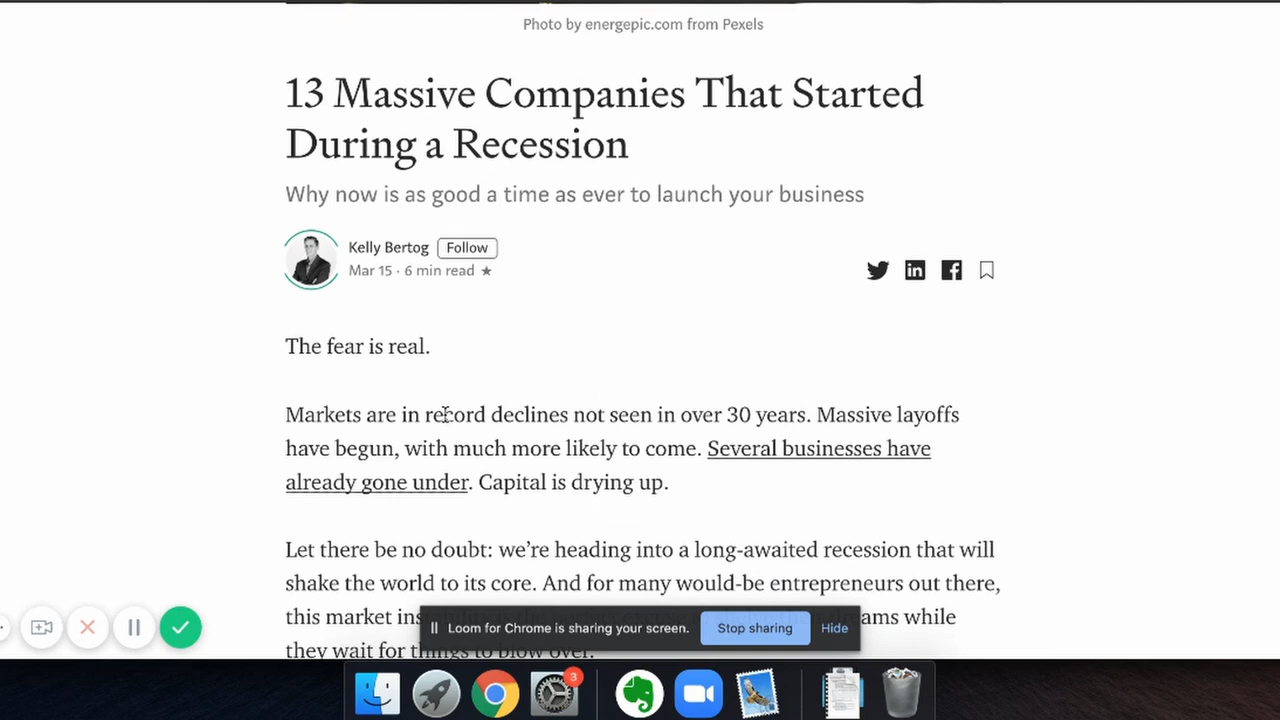 Photo by energepic.com from Pexels
13 Massive Companies That Started
During a Recession
Why now is as good a time as ever to launch your business
Kelly Bertog Follow
Mar 15 · 6 min read ★
The fear is real.
Markets are in record declines not seen in over 30 years. Massive layoffs
have begun, with much more likely to come. Several businesses have
already gone under. Capital is drying up.
Let there be no doubt: we're heading into a long-awaited recession that will
shake the world to its core. And for many would-be entrepreneurs out there,
this market
while
they wait for things to blow over.
Loom for Chrome is sharing your screen. Stop sharing Hide
3